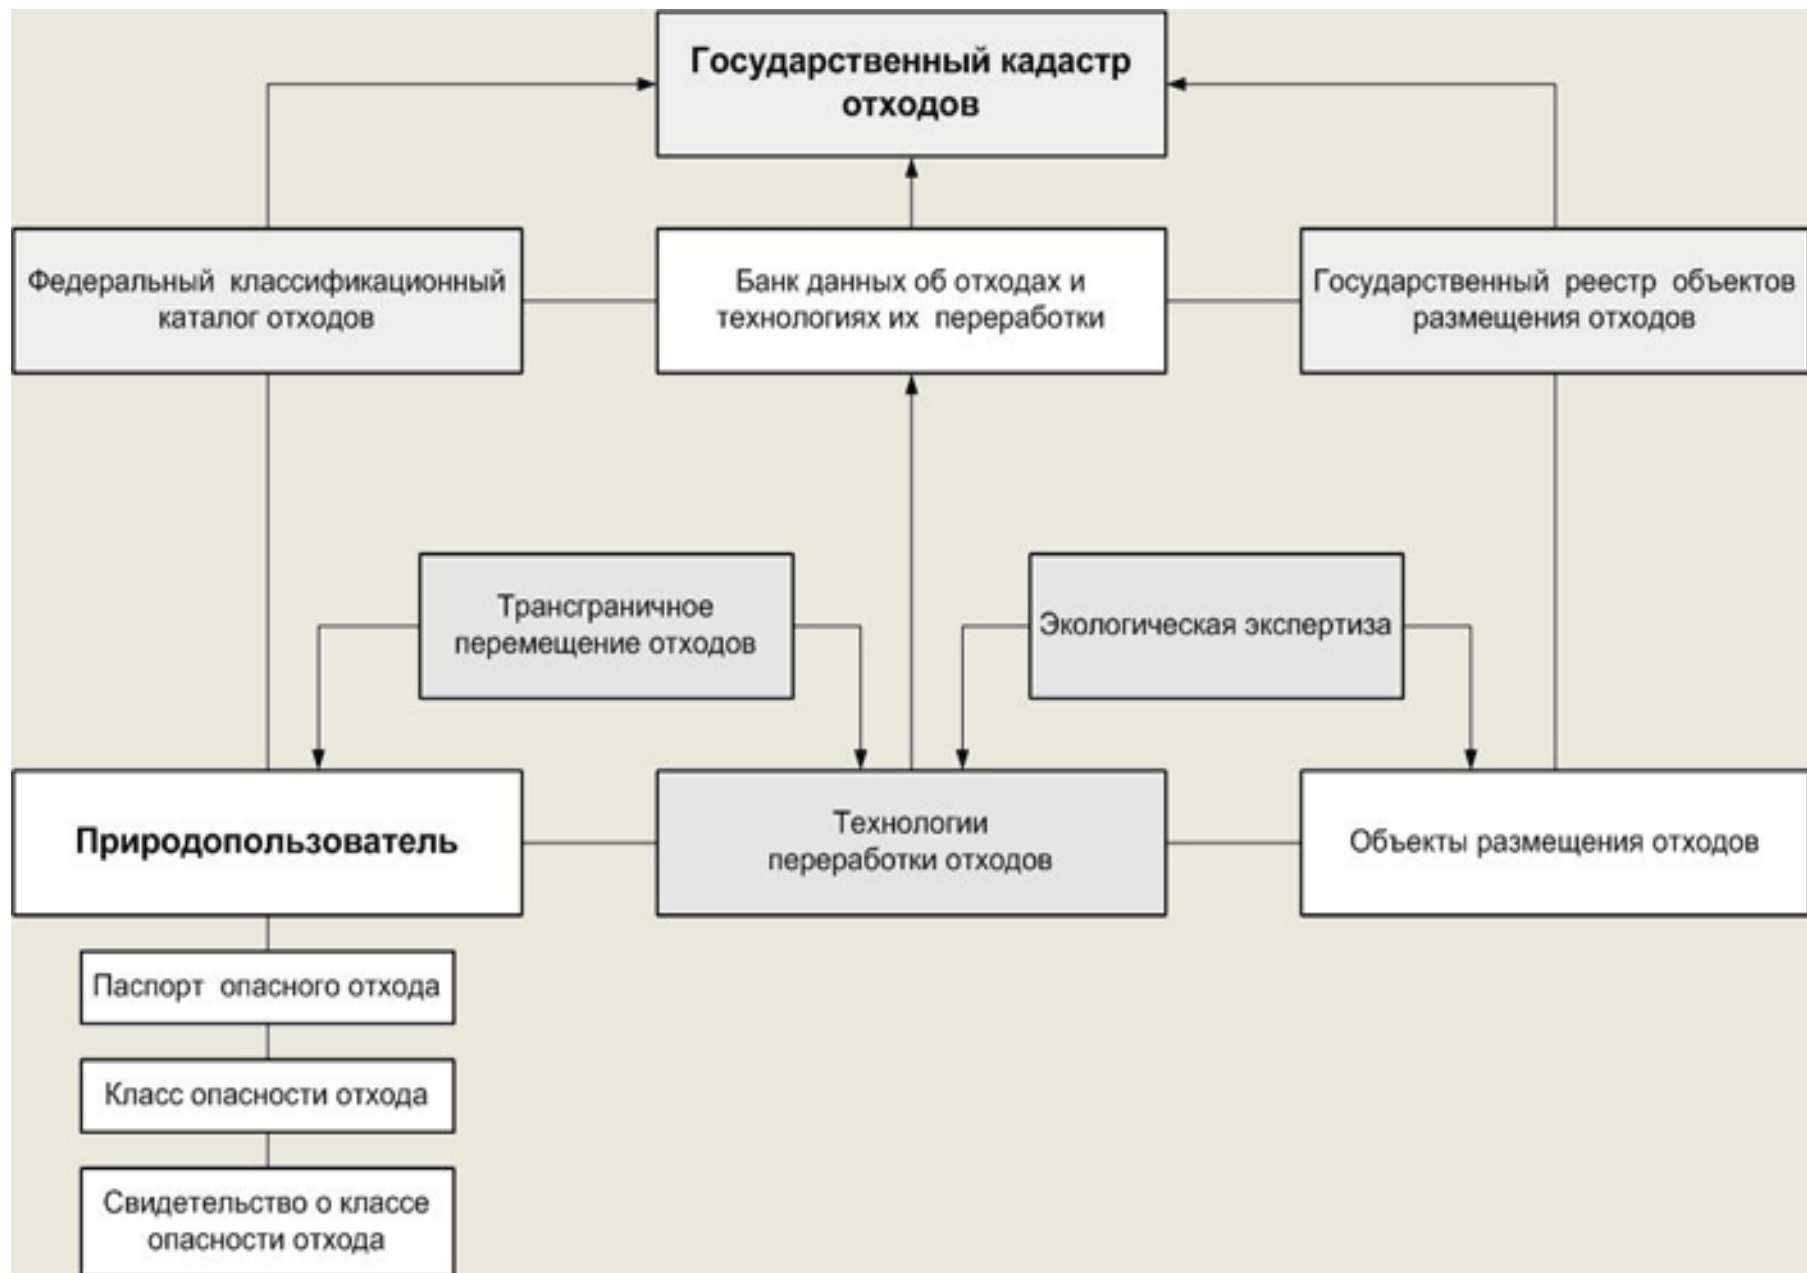 Государственный кадастр
отходов
Федеральный классификационный
каталог отходов
Банк данных об отходах и
технологиях их переработки
Государственный реестр объектов
размещения отходов
Трансграничное
перемещение отходов
Экологическая экспертиза
Природопользователь
Технологии
переработки отходов
Объекты размещения отходов
Паспорт опасного отхода
Класс опасности отхода
Свидетельство о классе
опасности отхода